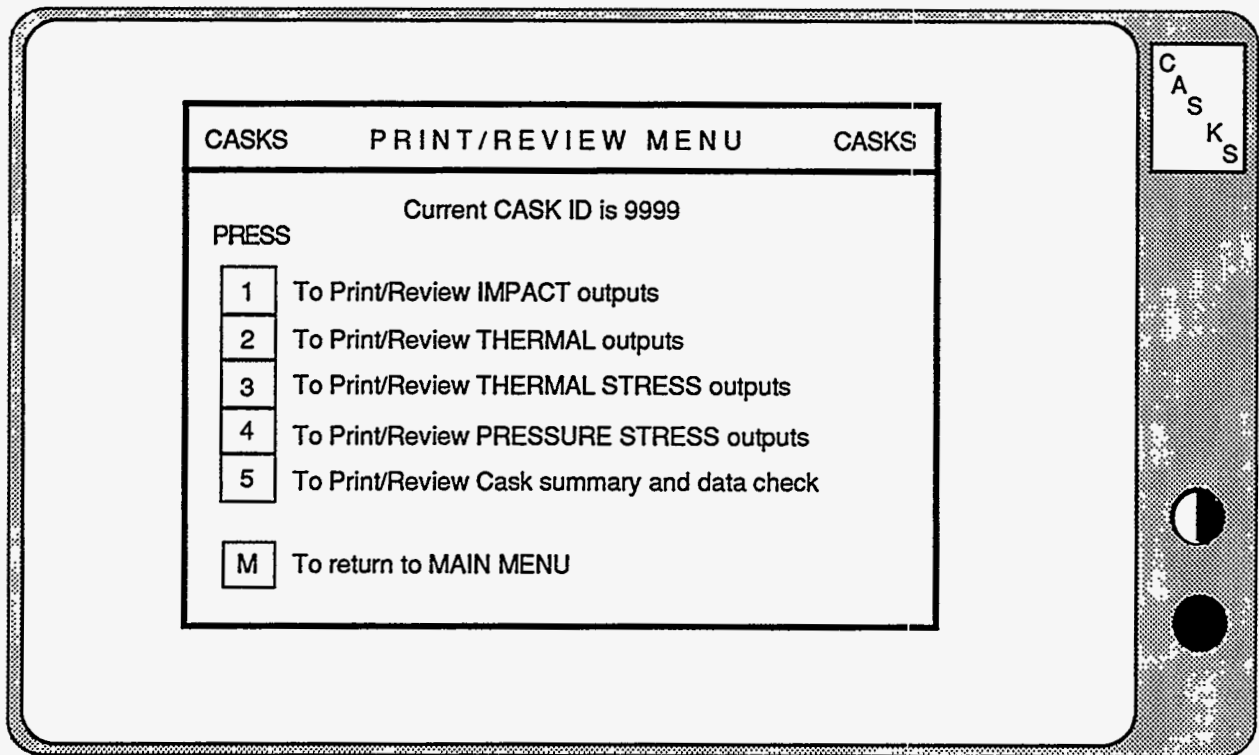 CASKS PRINT/REVIEW MENU CASKS
Current CASK ID is 9999
PRESS
1 To Print/Review IMPACT outputs
2 To Print/Review THERMAL outputs
3 To Print/Review THERMAL STRESS outputs
4 To Print/Review PRESSURE STRESS outputs
5 To Print/Review Cask summary and data check
M To return to MAIN MENU
CASKS